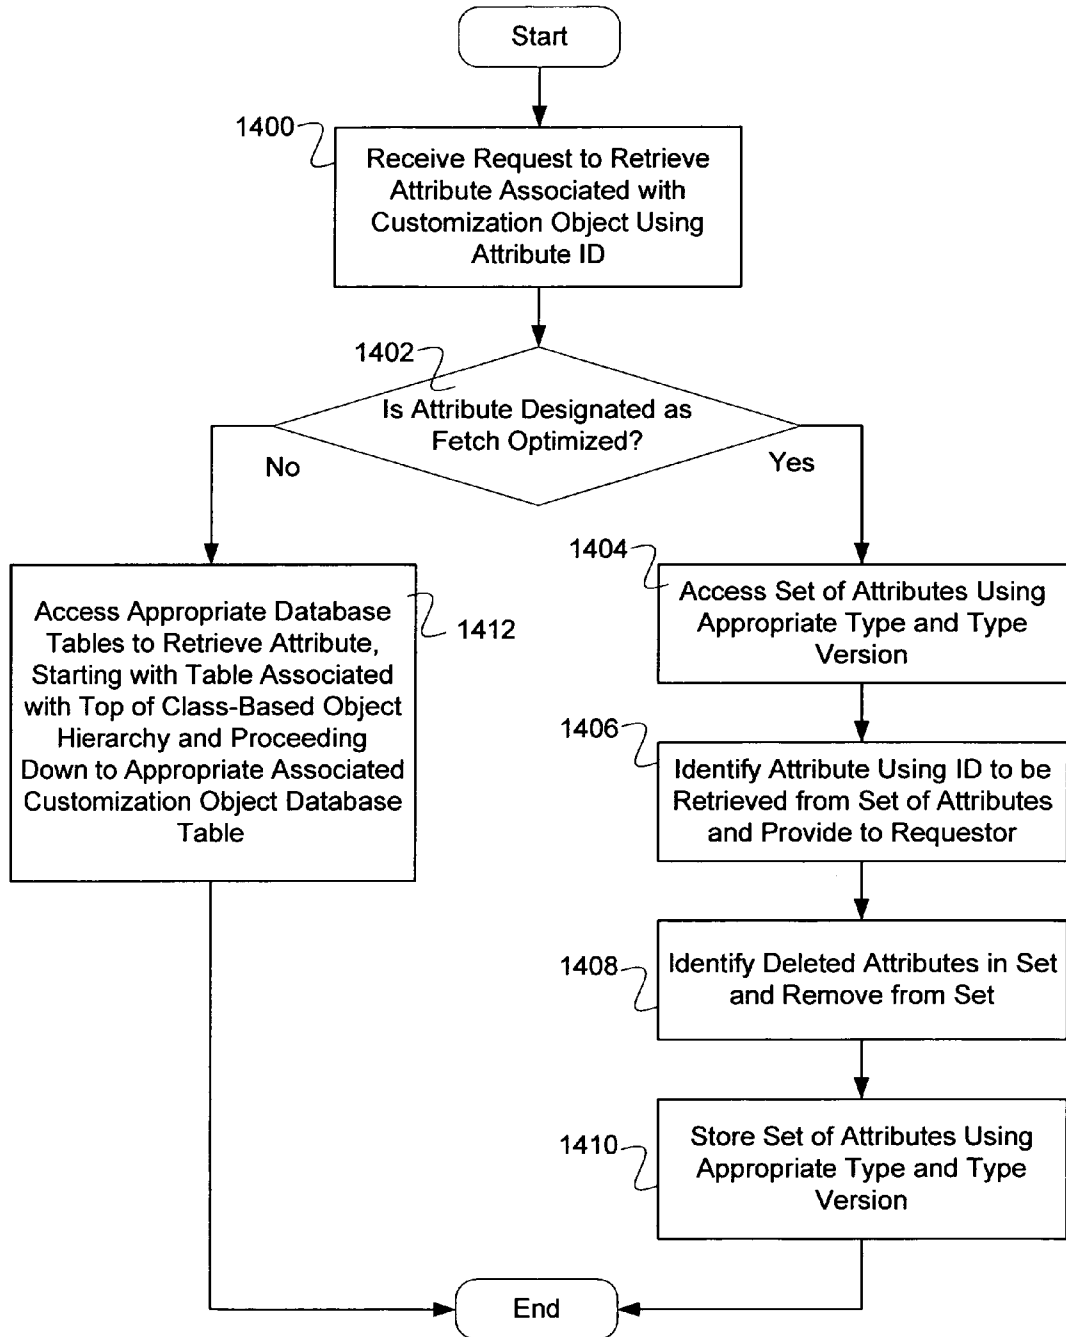 Start
1400
Receive Request to Retrieve
Attribute Associated with
Customization Object Using
Attribute ID
1402
Is Attribute Designated as
Fetch Optimized?
No
Yes
1404
Access Set of Attributes Using
Appropriate Type and Type
Version
Access Appropriate Database
Tables to Retrieve Attribute,
Starting with Table Associated
with Top of Class-Based Object
Hierarchy and Proceeding
Down to Appropriate Associated
Customization Object Database
Table
1412
1406
Identify Attribute Using ID to be
Retrieved from Set of Attributes
and Provide to Requestor
1408
Identify Deleted Attributes in Set
and Remove from Set
1410
Store Set of Attributes Using
Appropriate Type and Type
Version
End